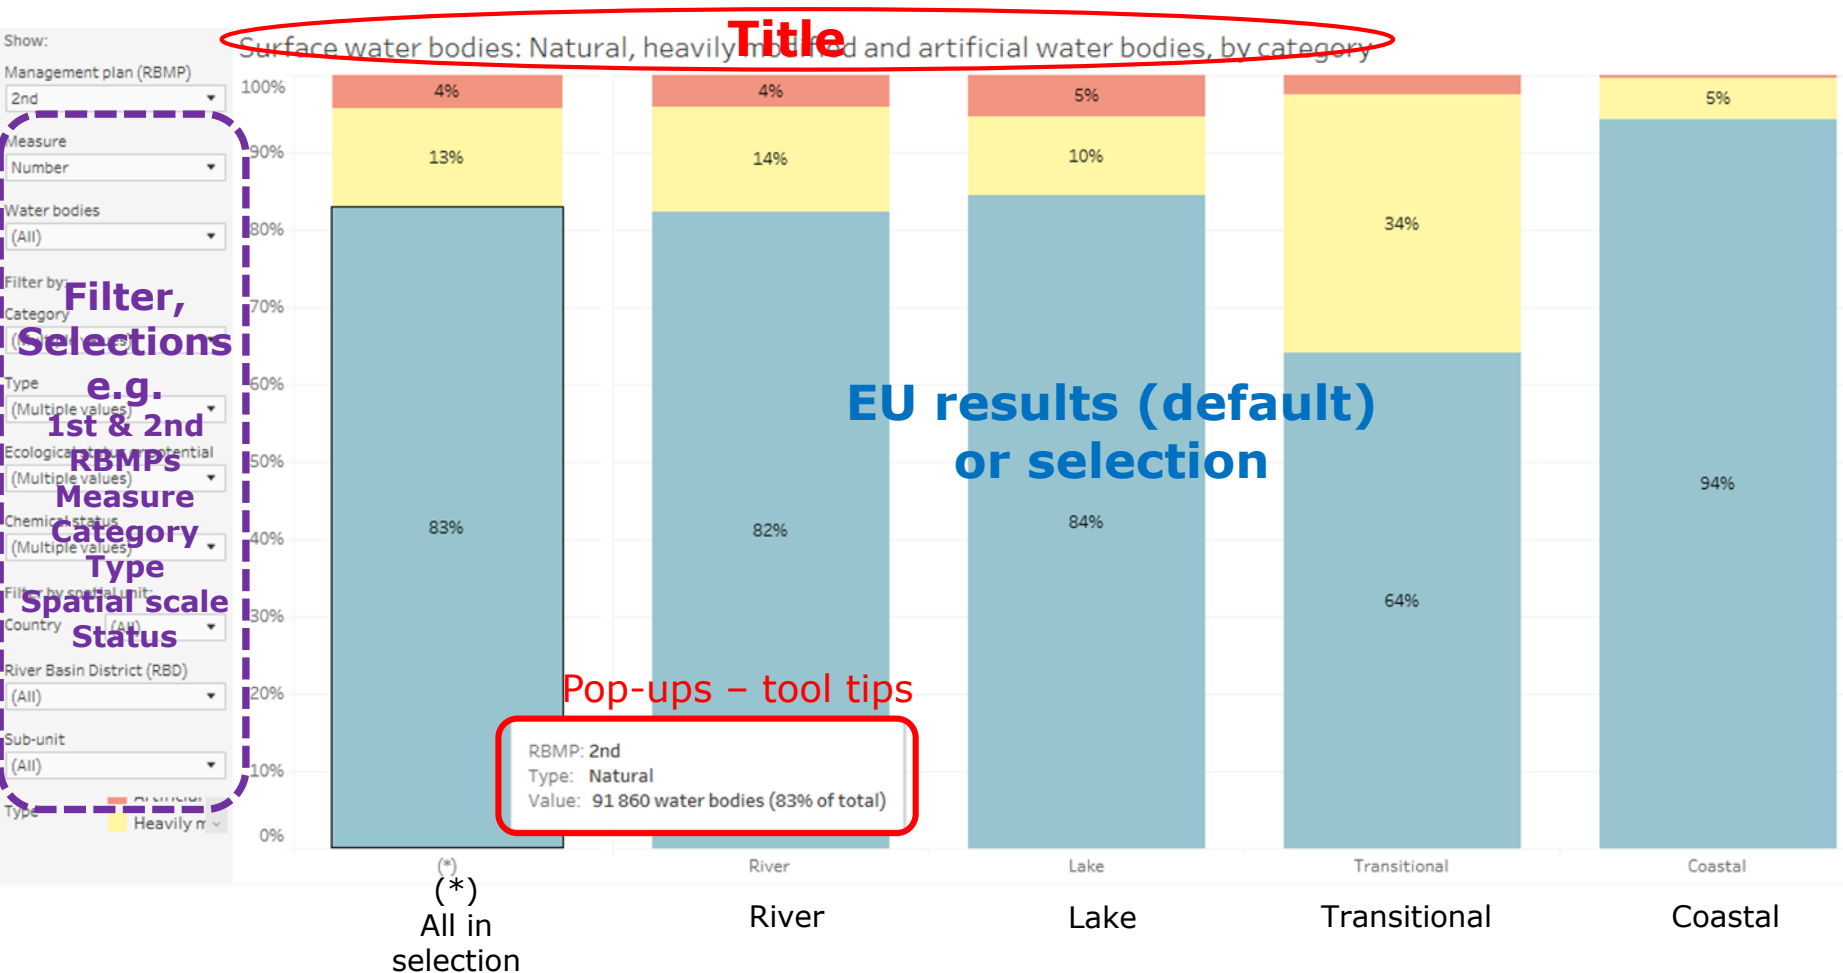 Title
Surface water bodies: Natural, heavily modified and artificial water bodies, by category
Show:
Management plan (RBMP)
2nd
Measure
Number
Water bodies
(All)
Filter by:
Category
(Multiple values)
Type
(Multiple values)
Ecological status or potential
(Multiple values)
Chemical status
(Multiple values)
Filter by spatial unit:
Country (All)
River Basin District (RBD)
(All)
Sub-unit
(All)
Type
Artificial
Heavily m
Filter,
Selections
e.g.
1st & 2nd
RBMPs
Measure
Category
Type
Spatial scale
Status
100%
90%
80%
70%
60%
50%
40%
30%
20%
10%
0%
4%
13%
83%
4%
14%
82%
5%
10%
84%
34%
64%
5%
94%
EU results (default)
or selection
Pop-ups – tool tips
RBMP: 2nd
Type: Natural
Value: 91 860 water bodies (83% of total)
(*) River Lake Transitional Coastal
(*)
All in
selection
River
Lake
Transitional
Coastal